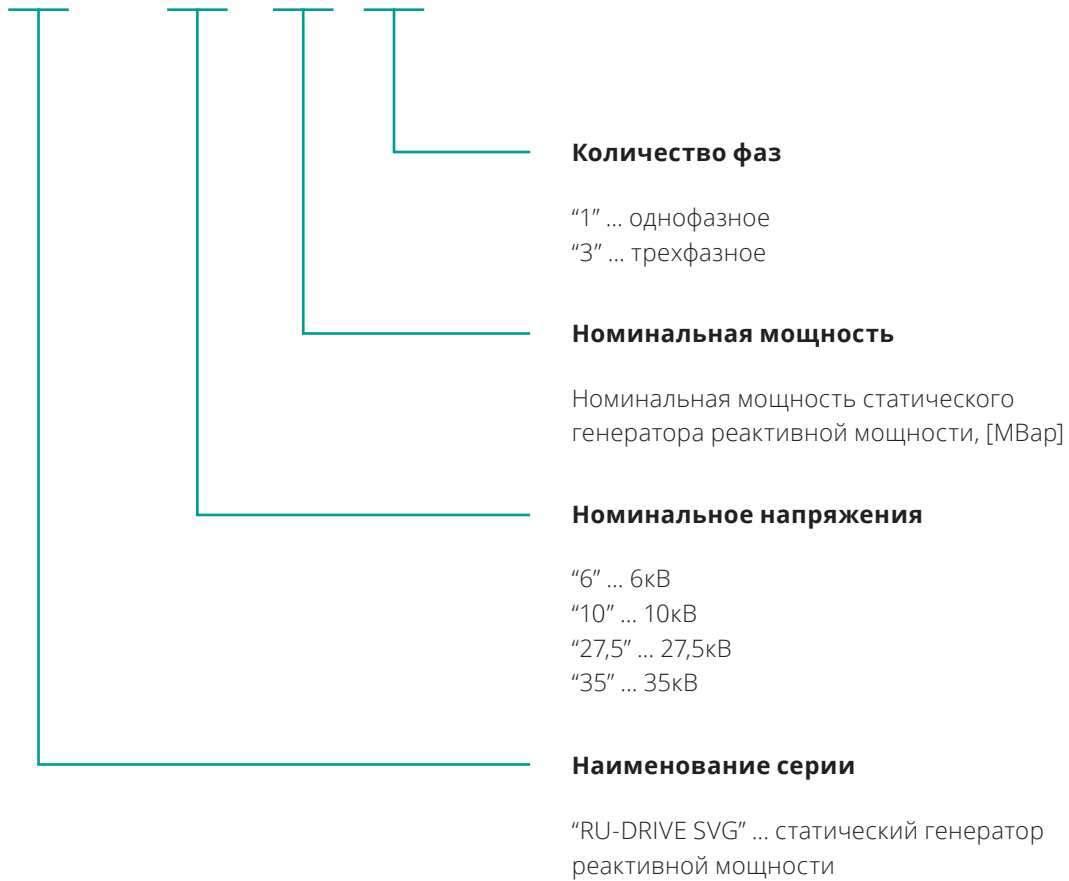 Количество фаз
“1” ... однофазное
“3” ... трехфазное
Номинальная мощность
Номинальная мощность статического
генератора реактивной мощности, [МВар]
Номинальное напряжения
“6” ... 6кВ
“10” ... 10кВ
“27,5” ... 27,5кВ
“35” ... 35кВ
Наименование серии
“RU-DRIVE SVG” ... статический генератор
реактивной мощности